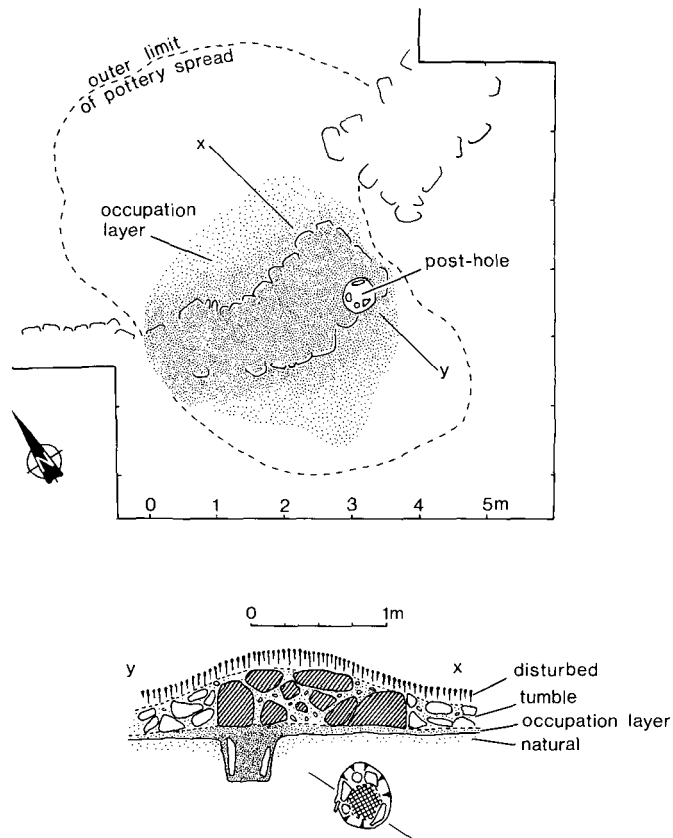 outer limit
of pottery spread
x
occupation
layer
post-hole
y
N
0 1 2 3 4 5m
0 1m
y
x
disturbed
tumble
occupation layer
natural